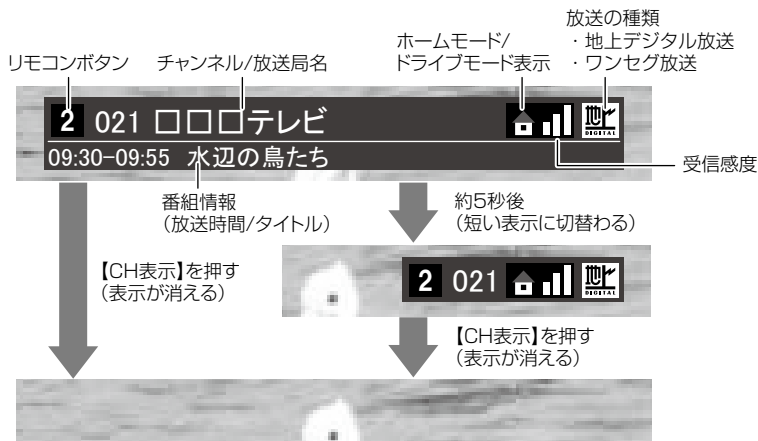 放送の種類
・地上デジタル放送
・ワンセグ放送
ホームモード/
ドライブモード表示
リモコンボタン
チャンネル/放送局名
2 021 □□□テレビ
地上
DIGITAL
09:30-09:55 水辺の鳥たち
受信感度
番組情報
(放送時間/タイトル)
約5秒後
(短い表示に切替わる)
【CH表示】を押す
(表示が消える)
2 021
地上
DIGITAL
【CH表示】を押す
(表示が消える)